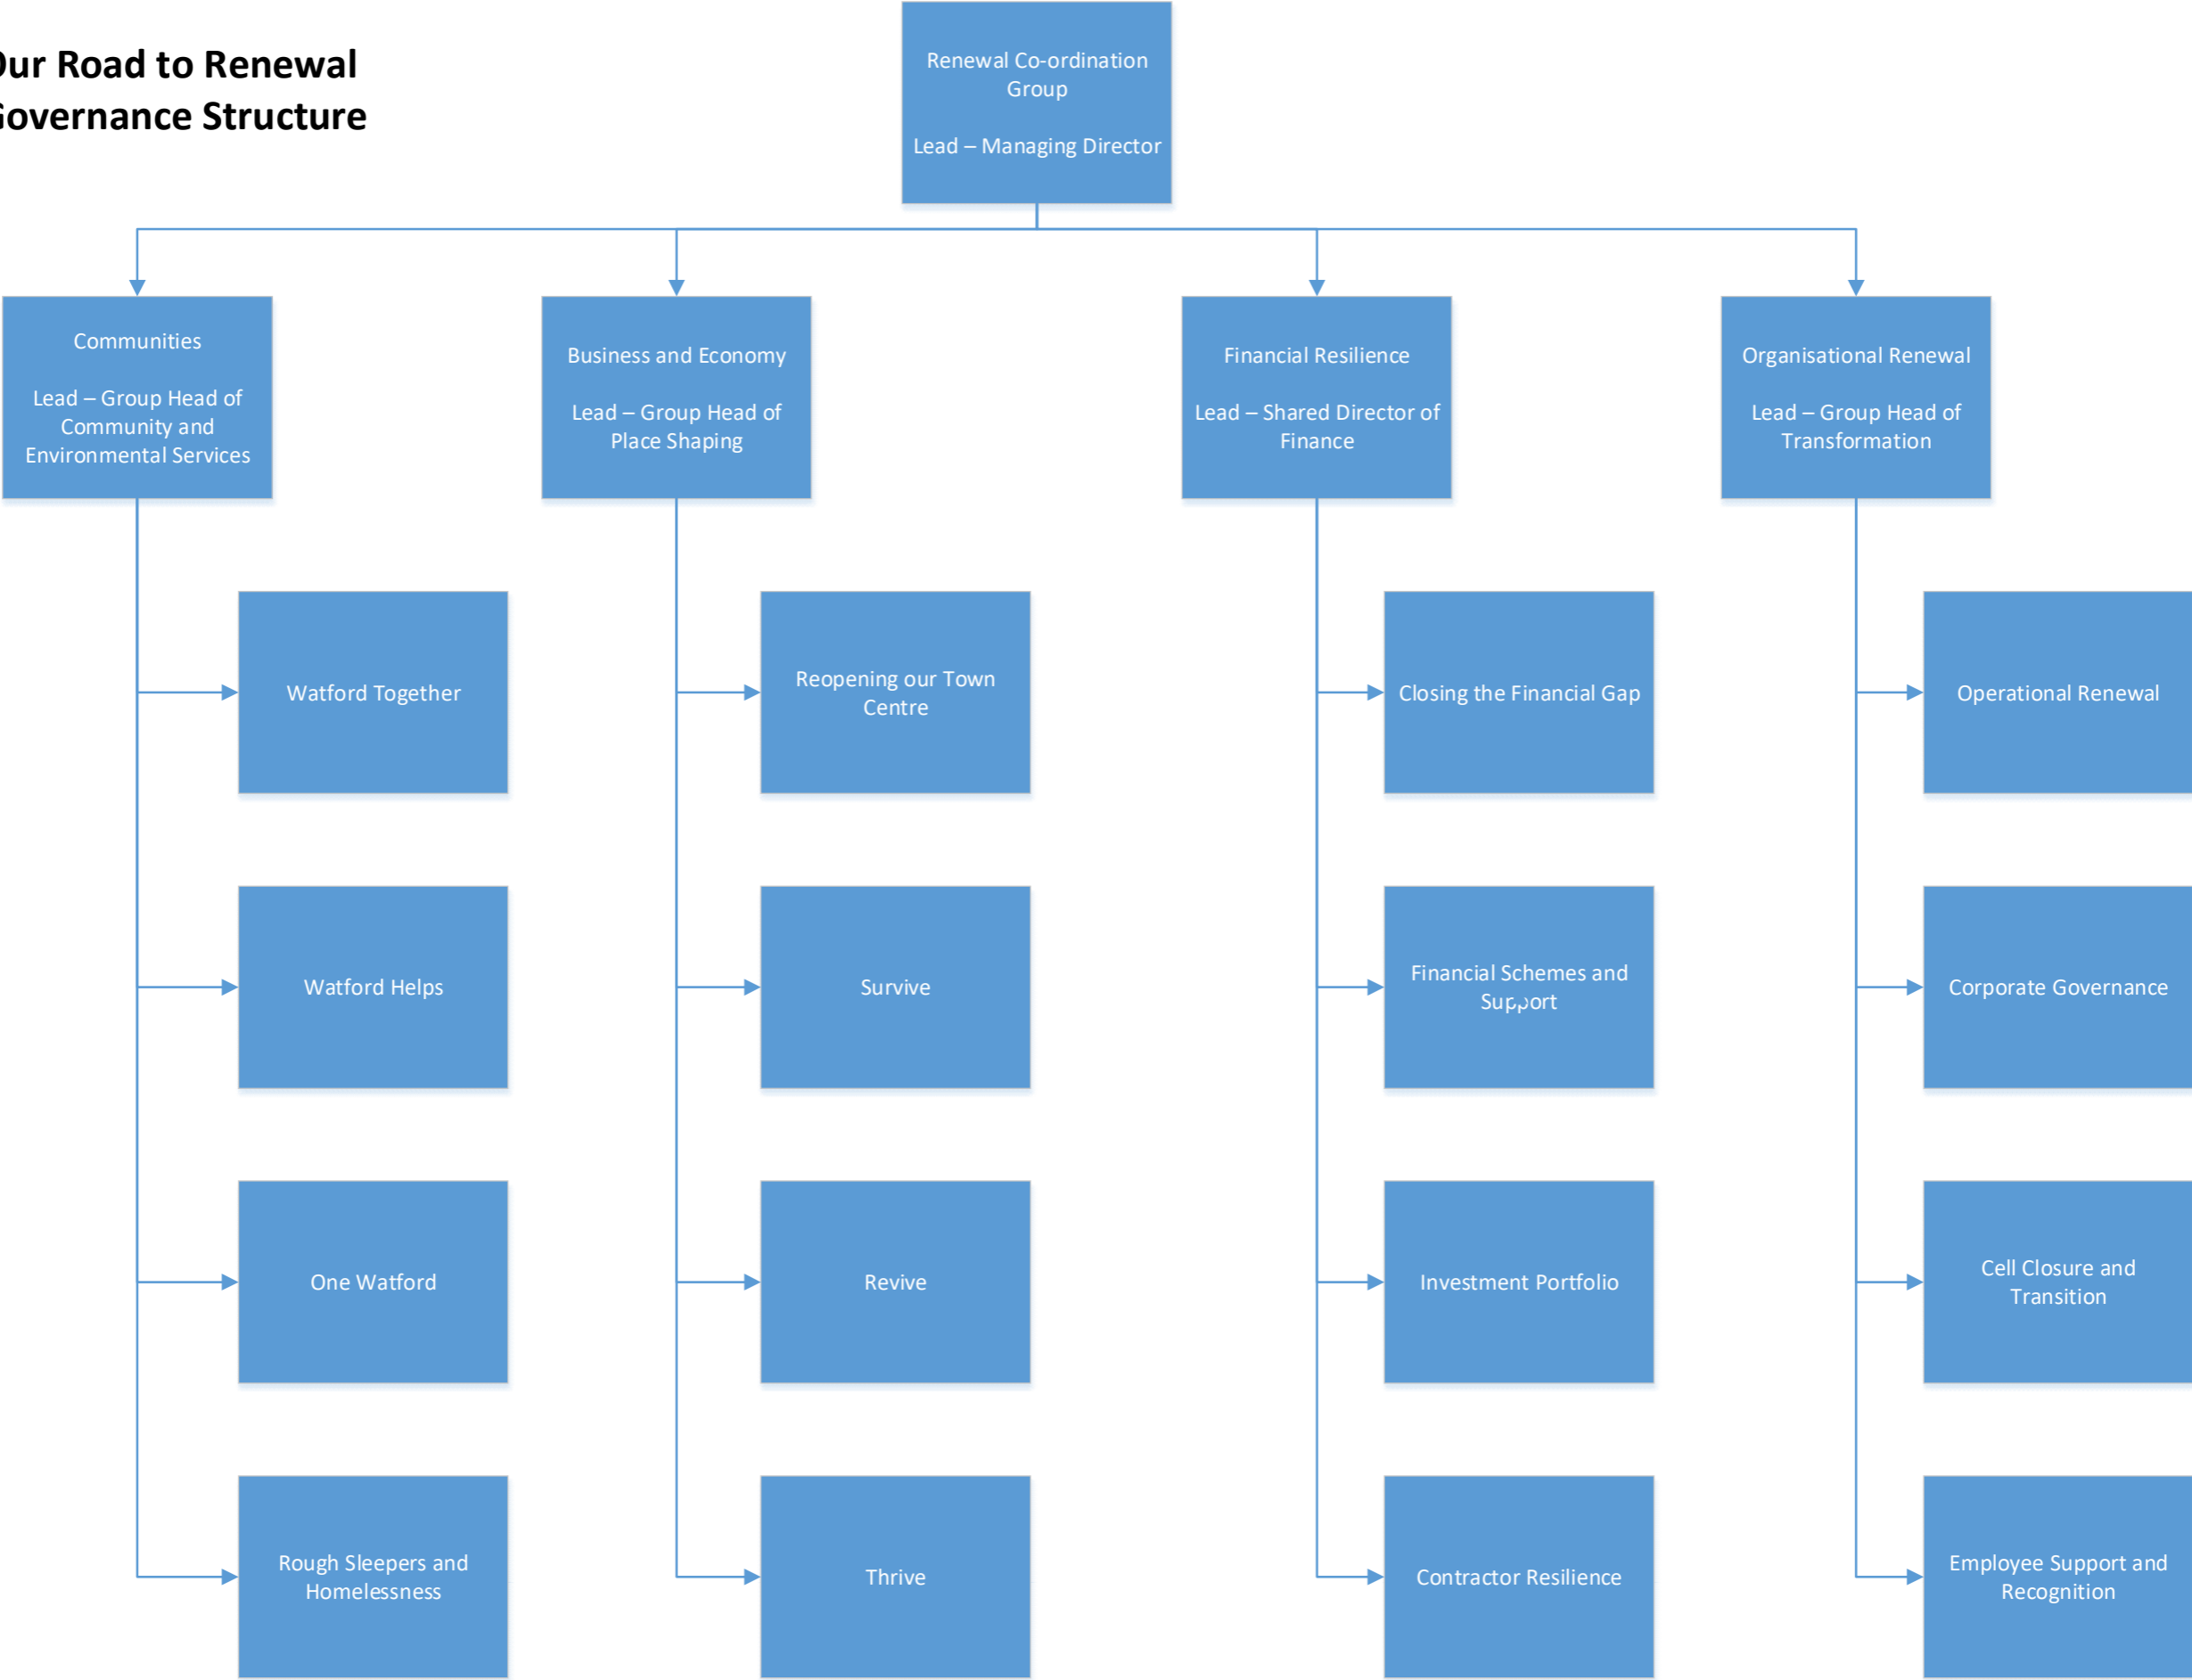 Our Road to Renewal
Governance Structure
Renewal Co-ordination
Group
Lead – Managing Director
Communities
Lead – Group Head of
Community and
Environmental Services
Business and Economy
Lead – Group Head of
Place Shaping
Financial Resilience
Lead – Shared Director of
Finance
Organisational Renewal
Lead – Group Head of
Transformation
Watford Together
Reopening our Town
Centre
Closing the Financial Gap
Operational Renewal
Watford Helps
Survive
Financial Schemes and
Support
Corporate Governance
One Watford
Revive
Investment Portfolio
Cell Closure and
Transition
Rough Sleepers and
Homelessness
Thrive
Contractor Resilience
Employee Support and
Recognition